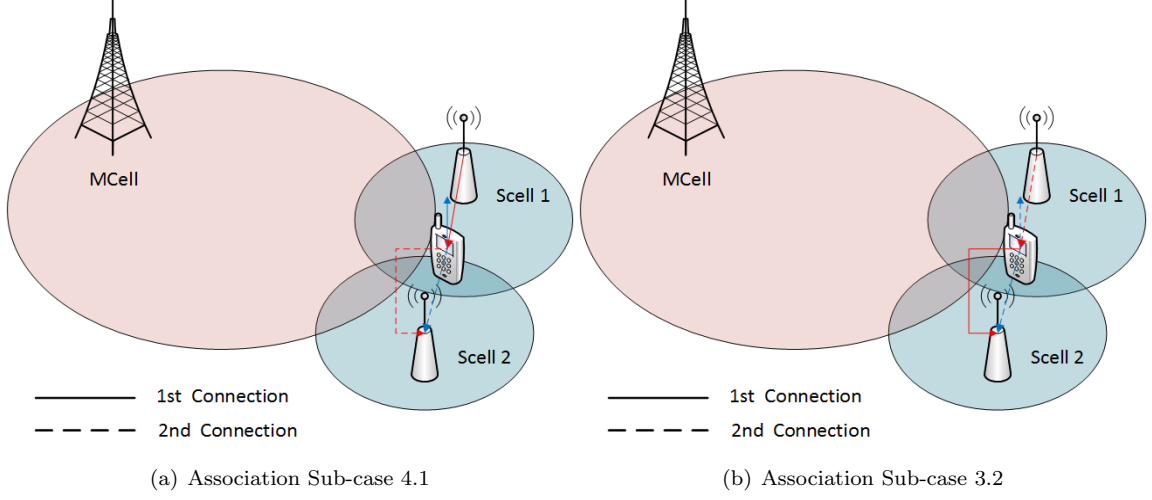 MCell
Scell 1
Scell 2
1st Connection
2nd Connection
(a) Association Sub-case 4.1
MCell
Scell 1
Scell 2
1st Connection
2nd Connection
(b) Association Sub-case 3.2